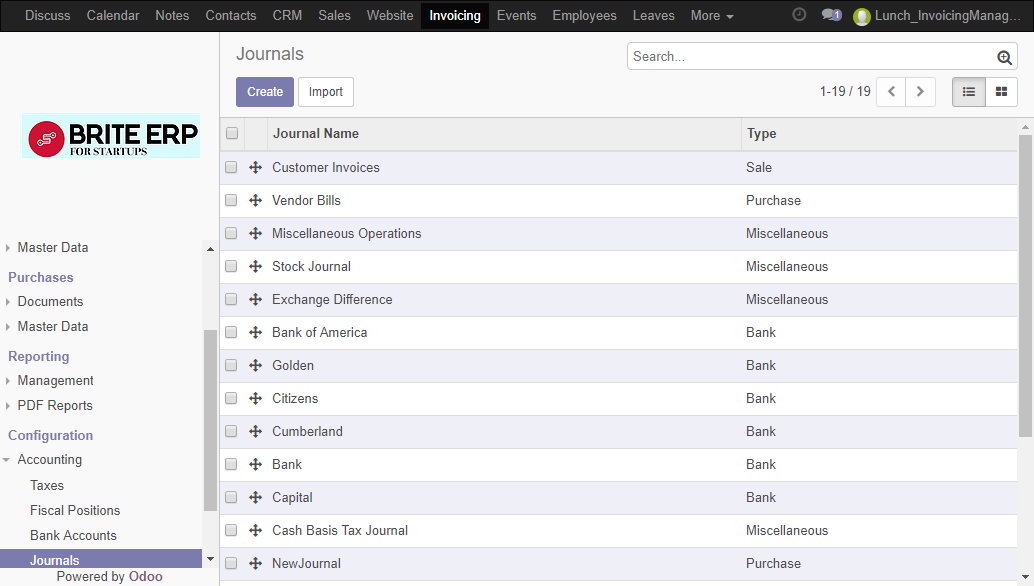 Discuss Calendar Notes Contacts CRM Sales Website Invoicing Events Employees Leaves More 1 Lunch_InvoicingManag...
Journals
Search...
Create Import
1-19 / 19
BRITE ERP
FOR STARTUPS
Master Data
Purchases
Documents
Master Data
Reporting
Management
PDF Reports
Configuration
Accounting
Taxes
Fiscal Positions
Bank Accounts
Journals
Powered by Odoo
Journal Name Type
Customer Invoices Sale
Vendor Bills Purchase
Miscellaneous Operations Miscellaneous
Stock Journal Miscellaneous
Exchange Difference Miscellaneous
Bank of America Bank
Golden Bank
Citizens Bank
Cumberland Bank
Bank Bank
Capital Bank
Cash Basis Tax Journal Miscellaneous
NewJournal Purchase